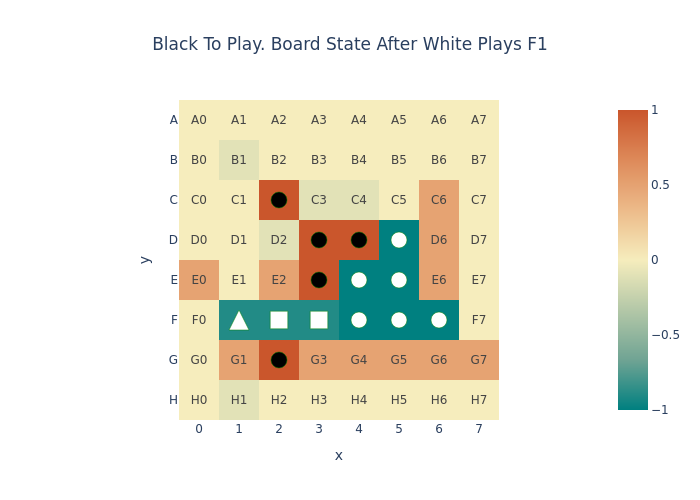 Black To Play. Board State After White Plays F1
A A0 A1 A2 A3 A4 A5 A6 A7
B B0 B1 B2 B3 B4 B5 B6 B7
C C0 C1 C3 C4 C5 C6 C7
D D0 D1 D2 D6 D7
E E0 E1 E2 E6 E7
F F0 F7
G G0 G1 G3 G4 G5 G6 G7
H H0 H1 H2 H3 H4 H5 H6 H7
0 1 2 3 4 5 6 7
x
y
1
0.5
0
−0.5
−1